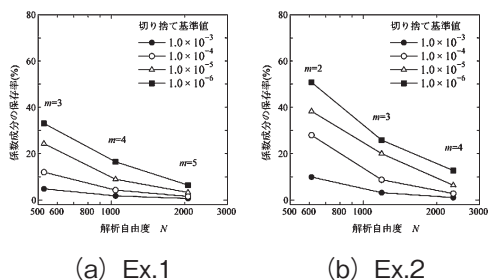 切り捨て基準値
1.0×10⁻³
1.0×10⁻⁴
1.0×10⁻⁵
1.0×10⁻⁶
m=3
m=4
m=5
係数成分の保存率(%)
80
60
40
20
0
500 600 800 1000 2000 3000
解析自由度 N
(a) Ex.1
切り捨て基準値
1.0×10⁻³
1.0×10⁻⁴
1.0×10⁻⁵
1.0×10⁻⁶
m=2
m=3
m=4
係数成分の保存率(%)
80
60
40
20
0
500 600 800 1000 2000 3000
解析自由度 N
(b) Ex.2